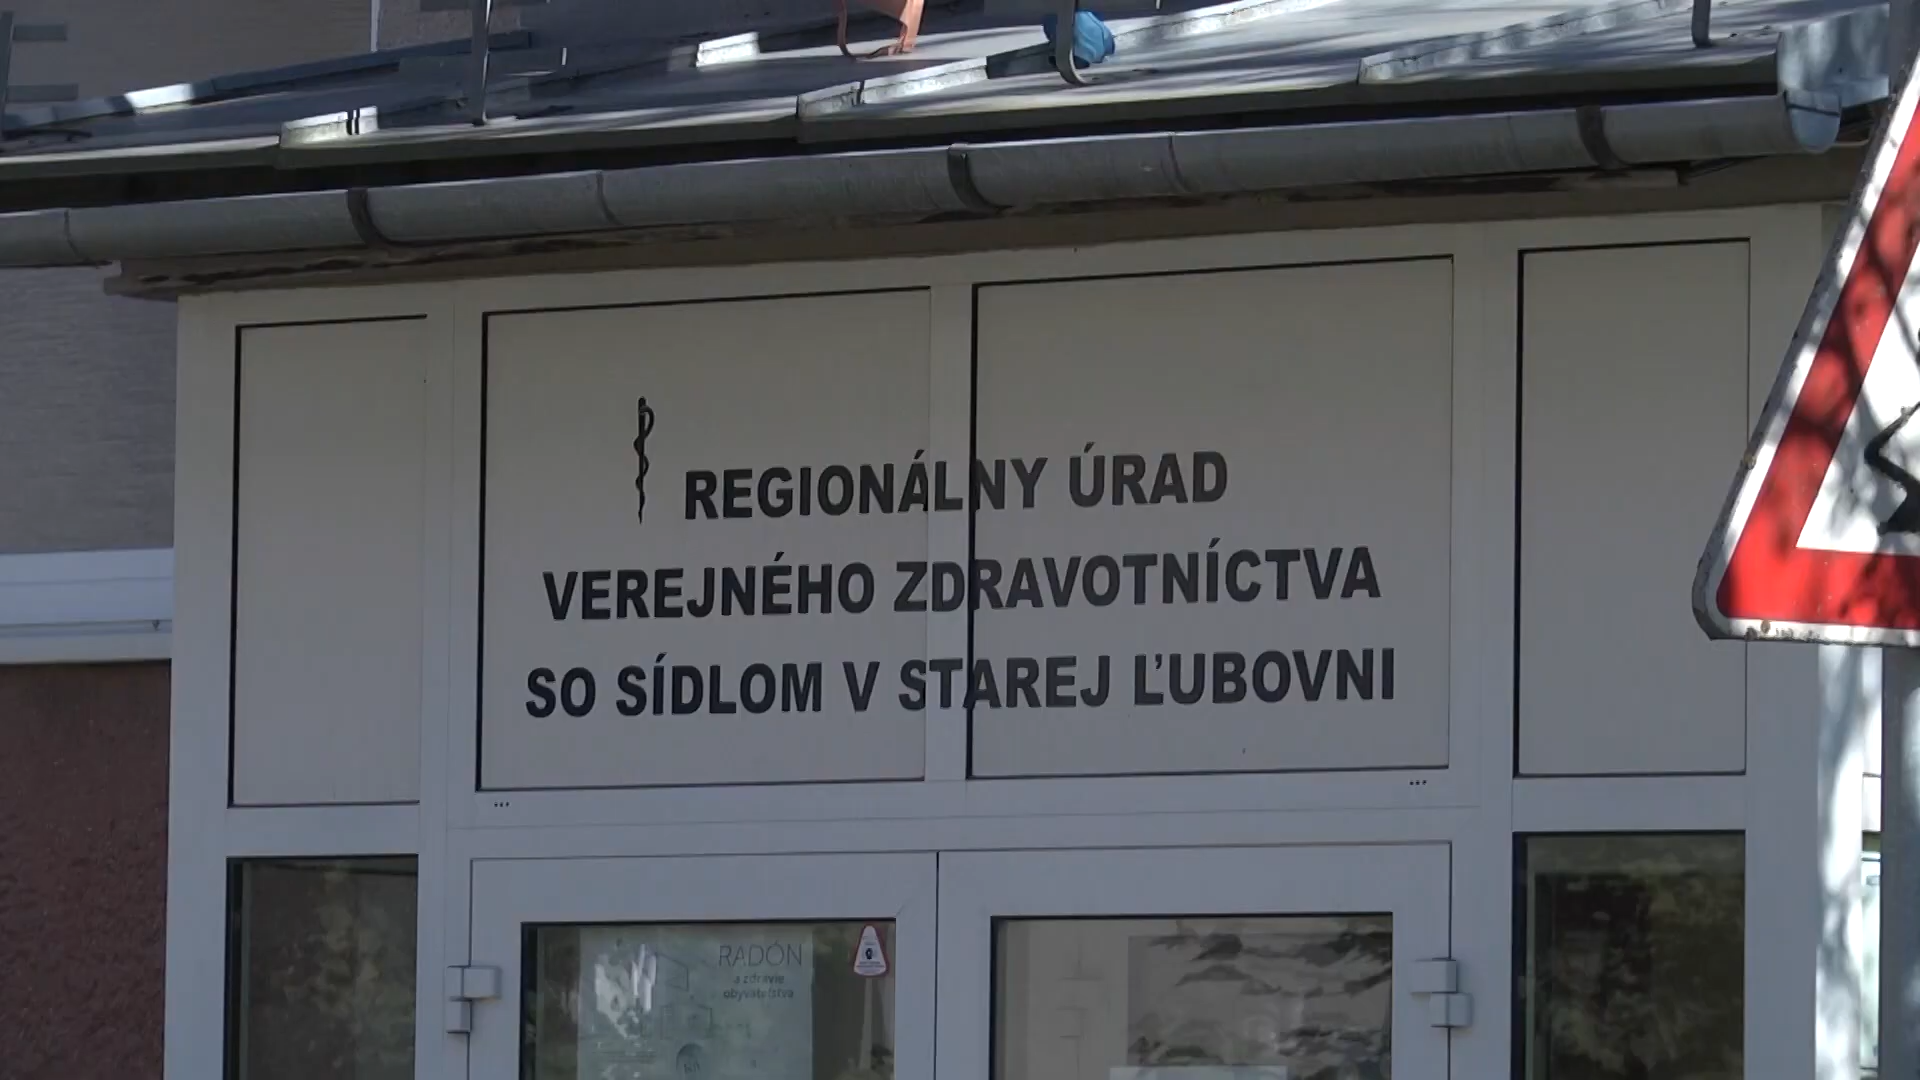 REGIONÁLNY ÚRAD
VEREJNÉHO ZDRAVOTNÍCTVA
SO SÍDLOM V STAREJ ĽUBOVNI
RADÓN
a zdravie
obyvateľstva